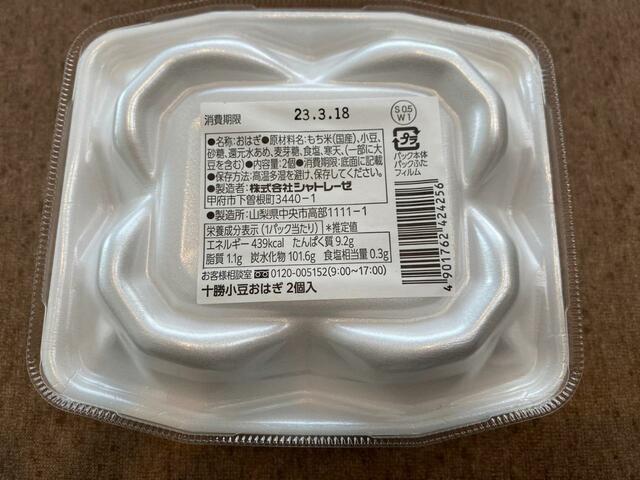 消費期限 23.3.18
●名称:おはぎ●原材料名:もち米(国産)、小豆、
砂糖、還元水あめ、麦芽糖、食塩、寒天、(一部に大
豆を含む)●内容量:2個●消費期限:底面に記載
●保存方法:高温多湿を避け、保存してください。
●製造者:株式会社シャトレーゼ
甲府市下曽根町3440-1
●製造所:山梨県中央市高部1111-1
栄養成分表示(1パック当たり) *推定値
エネルギー 439kcal たんぱく質 9.2g
脂質 1.1g 炭水化物 101.6g 食塩相当量 0.3g
お客様相談室 0120-005152(9:00~17:00)
十勝小豆おはぎ 2個入
S 0.5
W1
プラ
パック本体
パックふた
フィルム
4 901762 424256